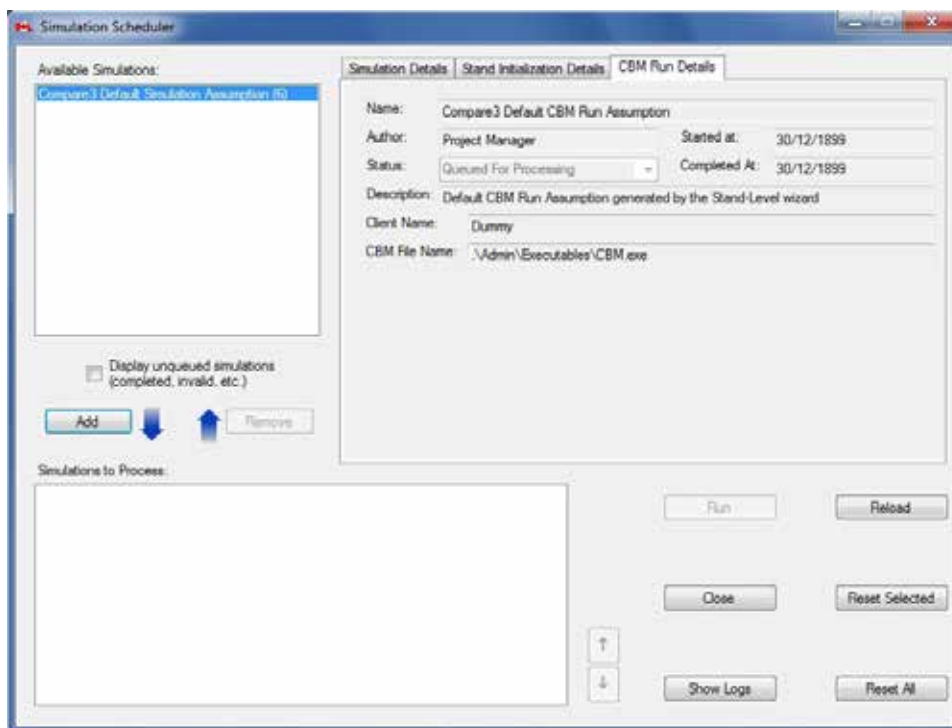 Simulation Scheduler
Available Simulations:
Compare3 Default Simulation Assumption (6)
Display unqueued simulations
(completed, invalid, etc.)
Add
Remove
Simulations to Process:
Simulation Details
Stand Initialization Details
CBM Run Details
Name: Compare3 Default CBM Run Assumption
Author: Project Manager Started at: 30/12/1899
Status: Queued For Processing Completed At: 30/12/1899
Description: Default CBM Run Assumption generated by the Stand-Level wizard
Client Name: Dummy
CBM File Name: .\Admin\Executables\CBM.exe
Run
Reload
Close
Reset Selected
Show Logs
Reset All